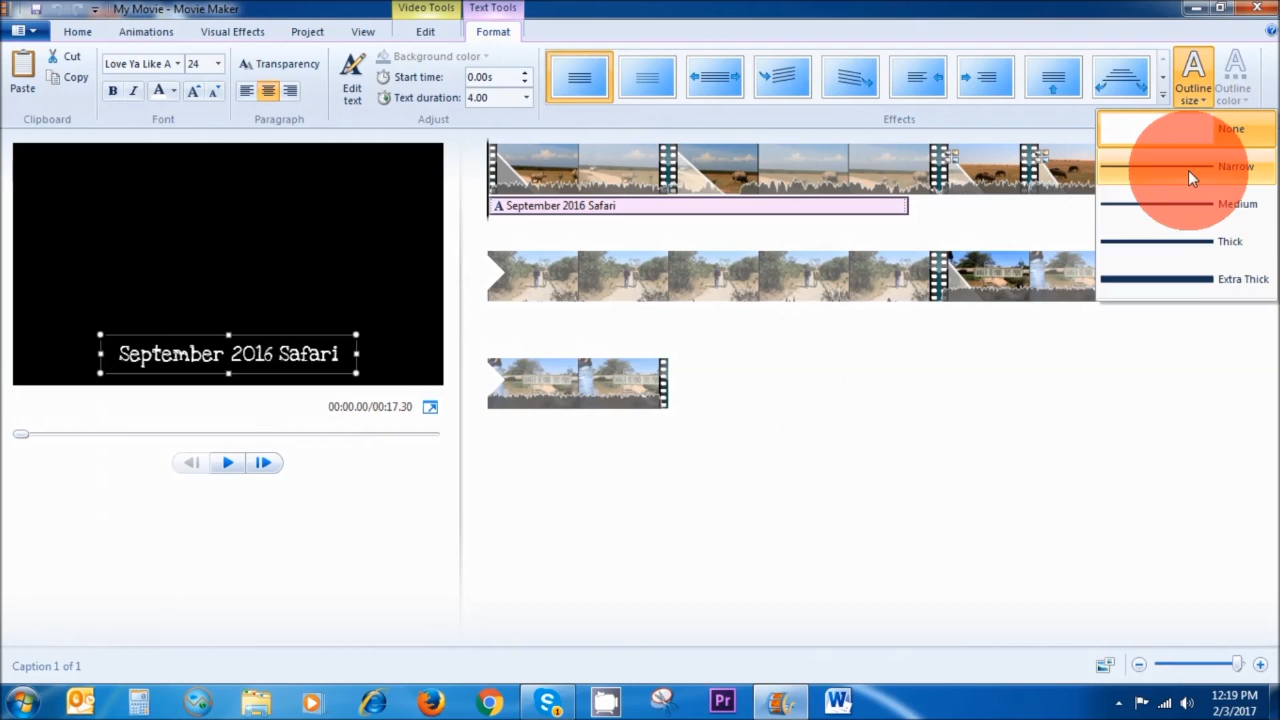 My Movie - Movie Maker
Video Tools
Text Tools
Home
Animations
Visual Effects
Project
View
Edit
Format
Paste
Cut
Copy
Clipboard
Love Ya Like A
24
B
I
A
A
A
Font
Transparency
Paragraph
Edit
text
Background color
Start time:
0.00s
Text duration:
4.00
Adjust
Effects
Outline
size
Outline
color
None
Narrow
Medium
Thick
Extra Thick
A September 2016 Safari
September 2016 Safari
00:00.00/00:17.30
Caption 1 of 1
Pr
W
12:19 PM
2/3/2017